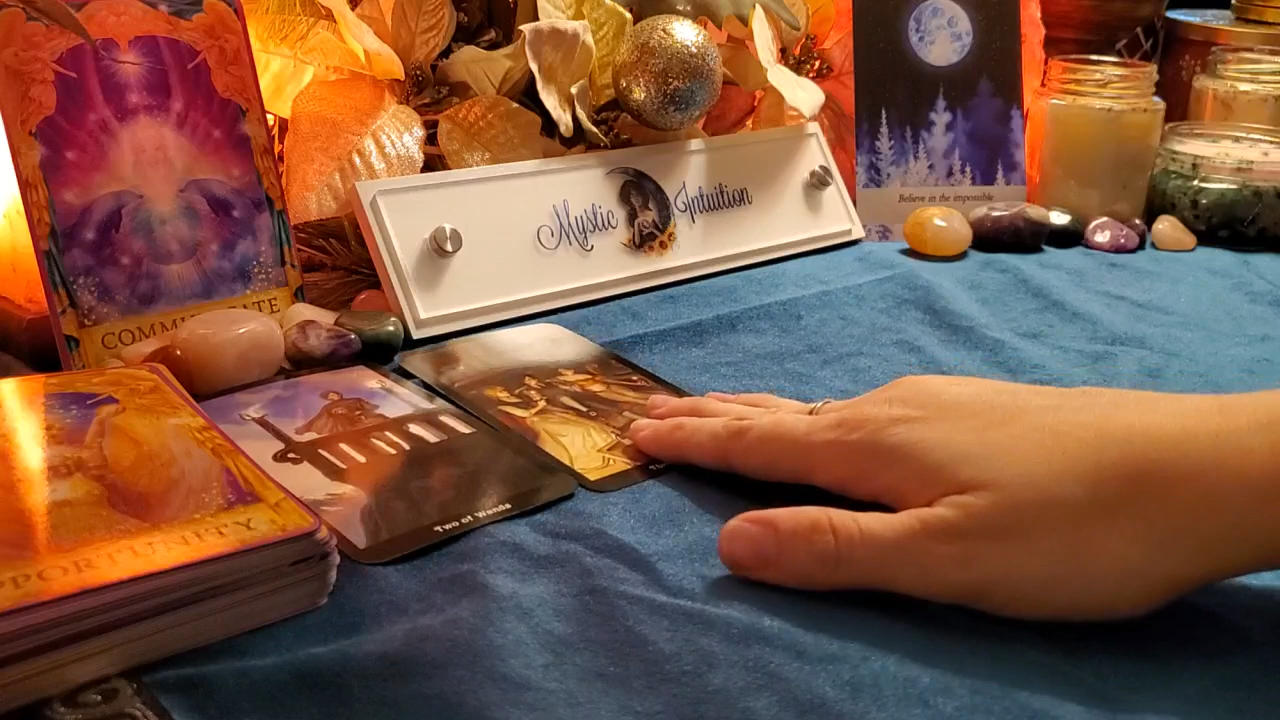 Mystic Intuition
Believe in the impossible
COMMUNICATE
Two of Wands
OPPORTUNITY